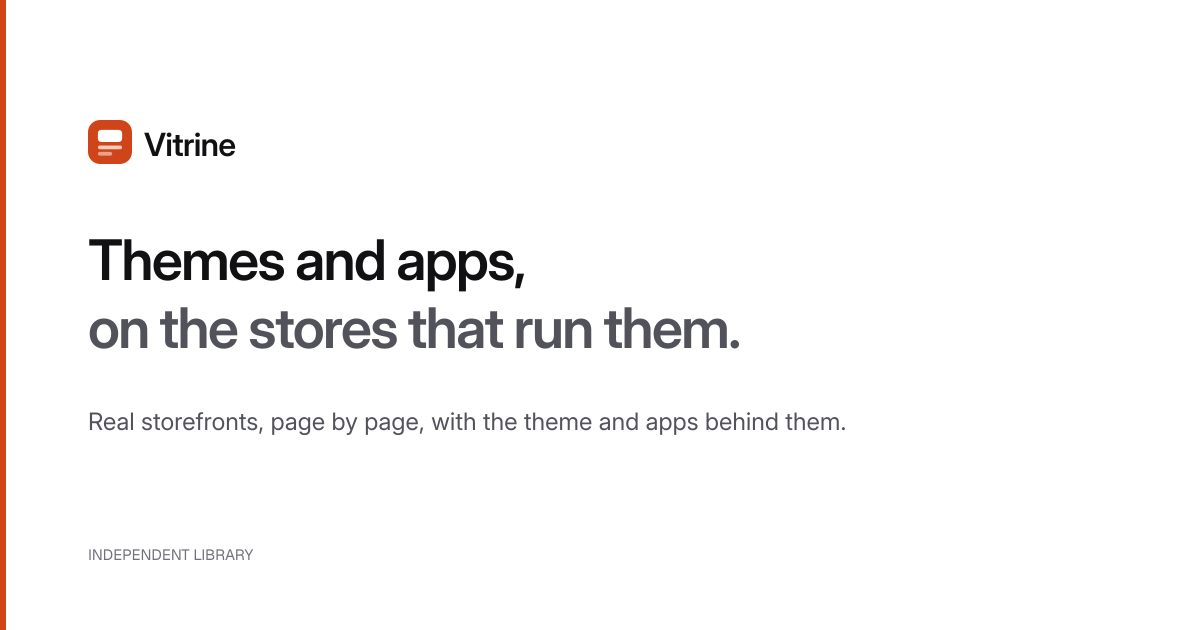 Vitrine
Themes and apps,
on the stores that run them.
Real storefronts, page by page, with the theme and apps behind them.
INDEPENDENT LIBRARY